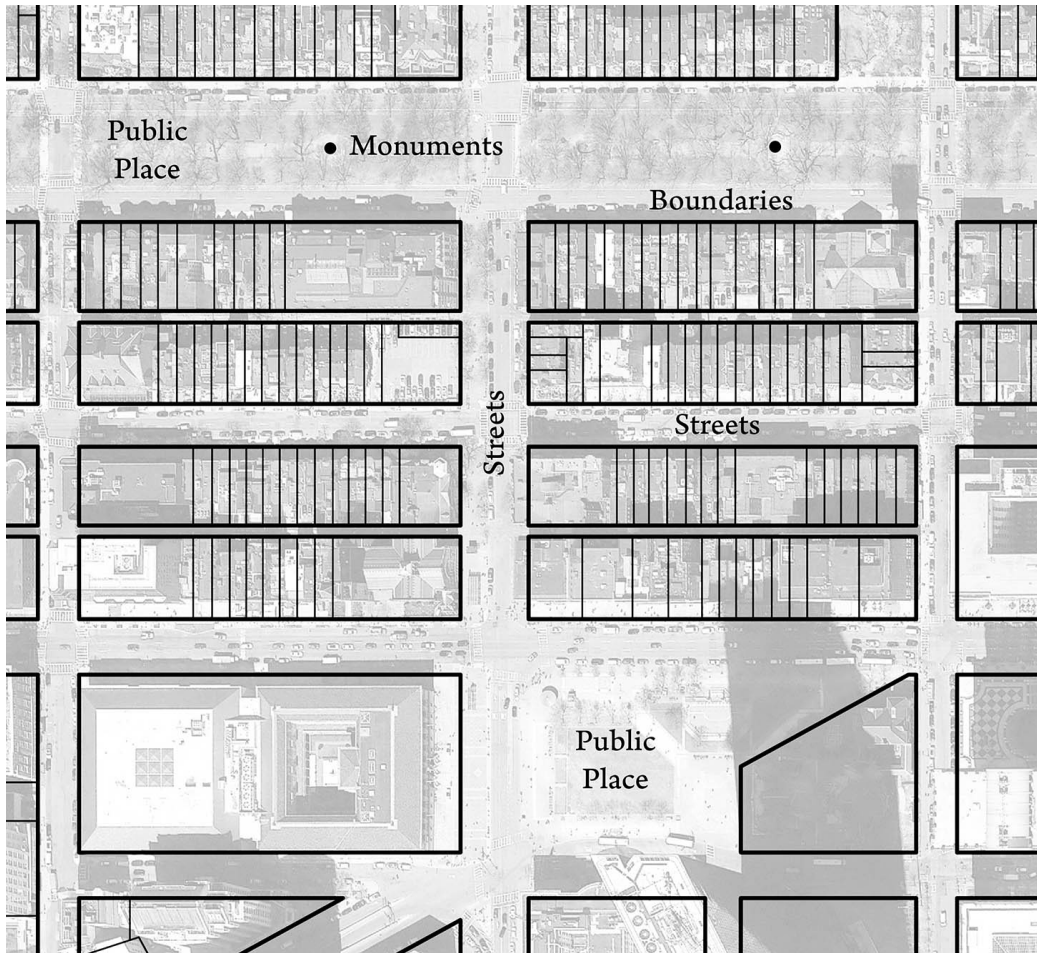 Public
Place
Monuments
Boundaries
Streets
Streets
Public
Place